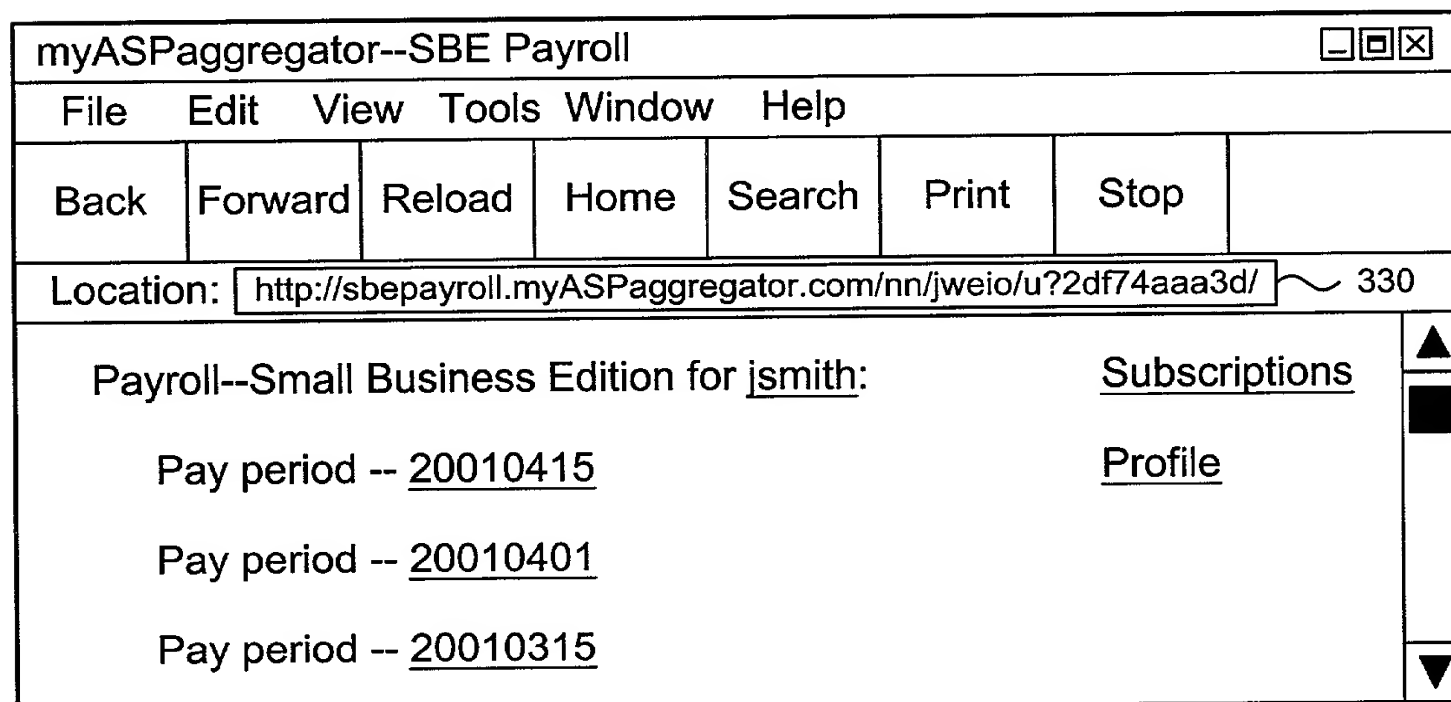 myASPaggregator--SBE Payroll
File Edit View Tools Window Help
Back Forward Reload Home Search Print Stop
Location: http://sbepayroll.myASPaggregator.com/nn/jweio/u?2df74aaa3d/ 330
Payroll--Small Business Edition for jsmith: Subscriptions
Pay period -- 20010415 Profile
Pay period -- 20010401
Pay period -- 20010315